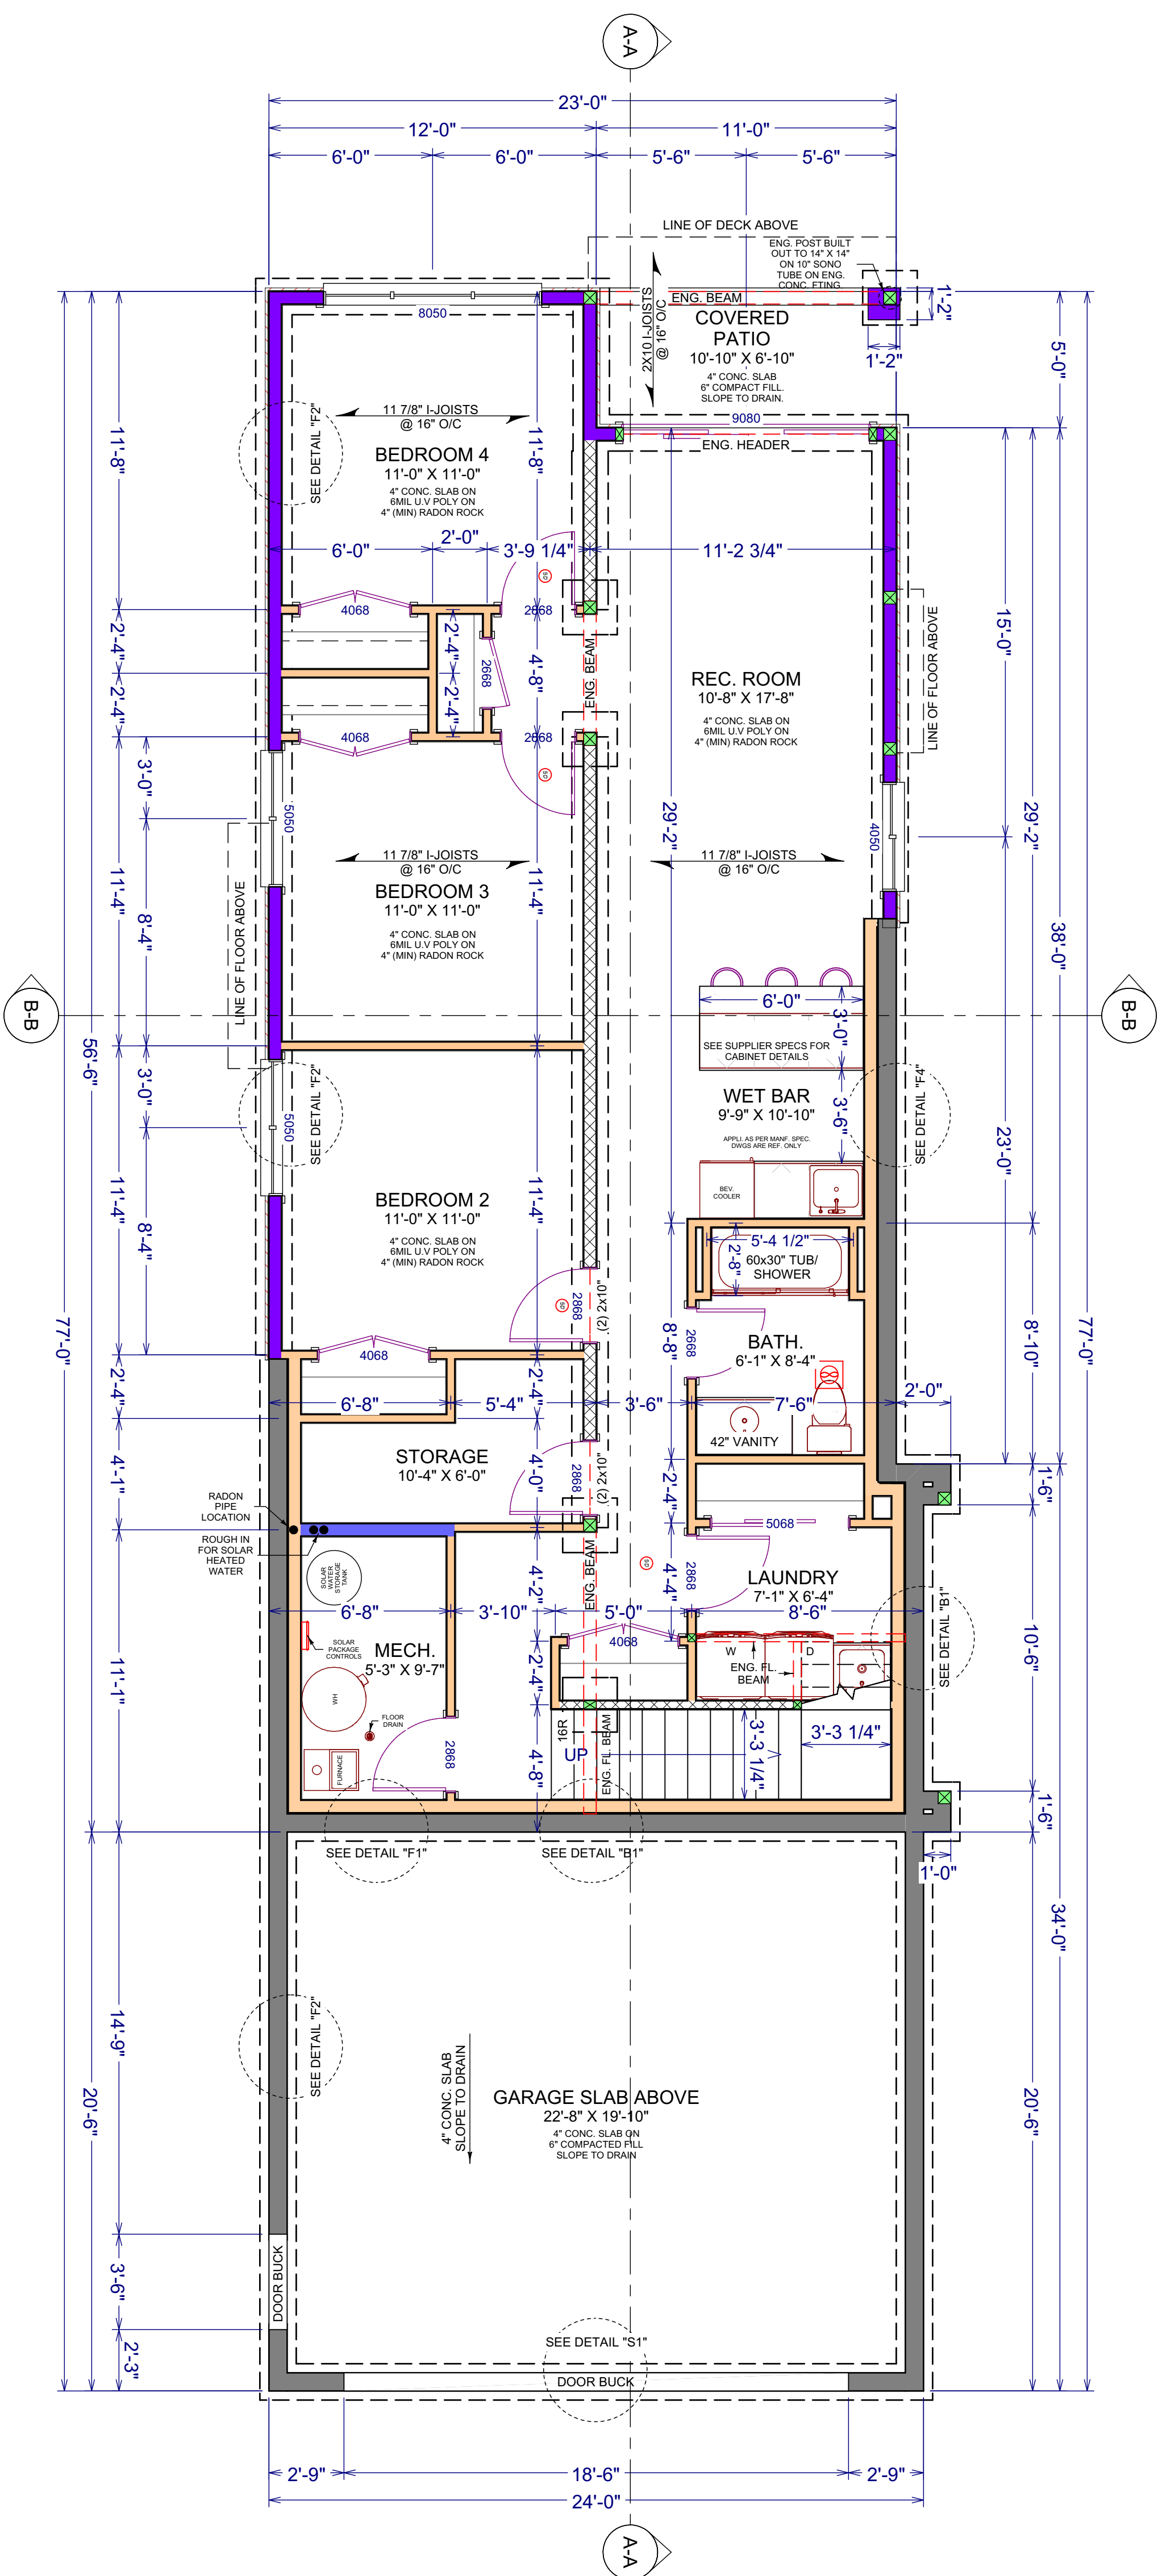 A-A
23'-0"
12'-0"
11'-0"
6'-0"
6'-0"
5'-6"
5'-6"
LINE OF DECK ABOVE
ENG. POST BUILT
OUT TO 14" X 14"
ON 10" SONO
TUBE ON ENG.
CONC. FTING.
2X10 I-JOISTS
@ 16" O/C
ENG. BEAM
COVERED
PATIO
10'-10" X 6'-10"
4" CONC. SLAB
6" COMPACT FILL.
SLOPE TO DRAIN.
1'-2"
1'-2"
5'-0"
8050
9080
ENG. HEADER
SEE DETAIL "F2"
11 7/8" I-JOISTS
@ 16" O/C
11'-8"
11'-8"
BEDROOM 4
11'-0" X 11'-0"
4" CONC. SLAB ON
6MIL U.V POLY ON
4" (MIN) RADON ROCK
6'-0"
2'-0"
3'-9 1/4"
11'-2 3/4"
SD
4068
2868
2'-4"
2'-4"
4'-8"
2668
2'-4"
2'-4"
ENG. BEAM
4068
2868
SD
REC. ROOM
10'-8" X 17'-8"
4" CONC. SLAB ON
6MIL U.V POLY ON
4" (MIN) RADON ROCK
LINE OF FLOOR ABOVE
15'-0"
3'-0"
5050
29'-2"
4050
29'-2"
11 7/8" I-JOISTS
@ 16" O/C
11 7/8" I-JOISTS
@ 16" O/C
11'-4"
8'-4"
LINE OF FLOOR ABOVE
BEDROOM 3
11'-0" X 11'-0"
4" CONC. SLAB ON
6MIL U.V POLY ON
4" (MIN) RADON ROCK
11'-4"
38'-0"
B-B
B-B
6'-0"
3'-0"
SEE SUPPLIER SPECS FOR
CABINET DETAILS
56'-6"
3'-0"
5050
SEE DETAIL "F2"
WET BAR
9'-9" X 10'-10"
3'-6"
APPLI. AS PER MANF. SPEC.
DWGS ARE REF. ONLY
SEE DETAIL "F4"
23'-0"
BEV.
COOLER
11'-4"
8'-4"
BEDROOM 2
11'-0" X 11'-0"
4" CONC. SLAB ON
6MIL U.V POLY ON
4" (MIN) RADON ROCK
11'-4"
5'-4 1/2"
2'-8"
60x30" TUB/
SHOWER
77'-0"
SD
2868
(2) 2x10"
8'-8"
2668
BATH.
6'-1" X 8'-4"
8'-10"
77'-0"
4068
2'-4"
6'-8"
5'-4"
2'-4"
3'-6"
7'-6"
2'-0"
42" VANITY
STORAGE
10'-4" X 6'-0"
4'-1"
4'-0"
2868
(2) 2x10"
2'-4"
1'-6"
RADON
PIPE
LOCATION
ROUGH IN
FOR SOLAR
HEATED
WATER
5068
SOLAR
WATER
STORAGE
TANK
4'-2"
ENG. BEAM
SD
4'-4"
2868
LAUNDRY
7'-1" X 6'-4"
6'-8"
3'-10"
5'-0"
8'-6"
4068
SEE DETAIL "B1"
10'-6"
SOLAR
PACKAGE
CONTROLS
MECH.
5'-3" X 9'-7"
11'-1"
2'-4"
W
D
ENG. FL.
BEAM
WH
FLOOR
DRAIN
FURNACE
2868
4'-8"
16R
UP
ENG. FL. BEAM
3'-3 1/4"
3'-3 1/4"
1'-6"
1'-0"
SEE DETAIL "F1"
SEE DETAIL "B1"
34'-0"
14'-9"
20'-6"
SEE DETAIL "F2"
4" CONC. SLAB
SLOPE TO DRAIN
GARAGE SLAB ABOVE
22'-8" X 19'-10"
4" CONC. SLAB ON
6" COMPACTED FILL
SLOPE TO DRAIN
20'-6"
3'-6"
DOOR BUCK
2'-3"
SEE DETAIL "S1"
DOOR BUCK
2'-9"
18'-6"
2'-9"
24'-0"
A-A